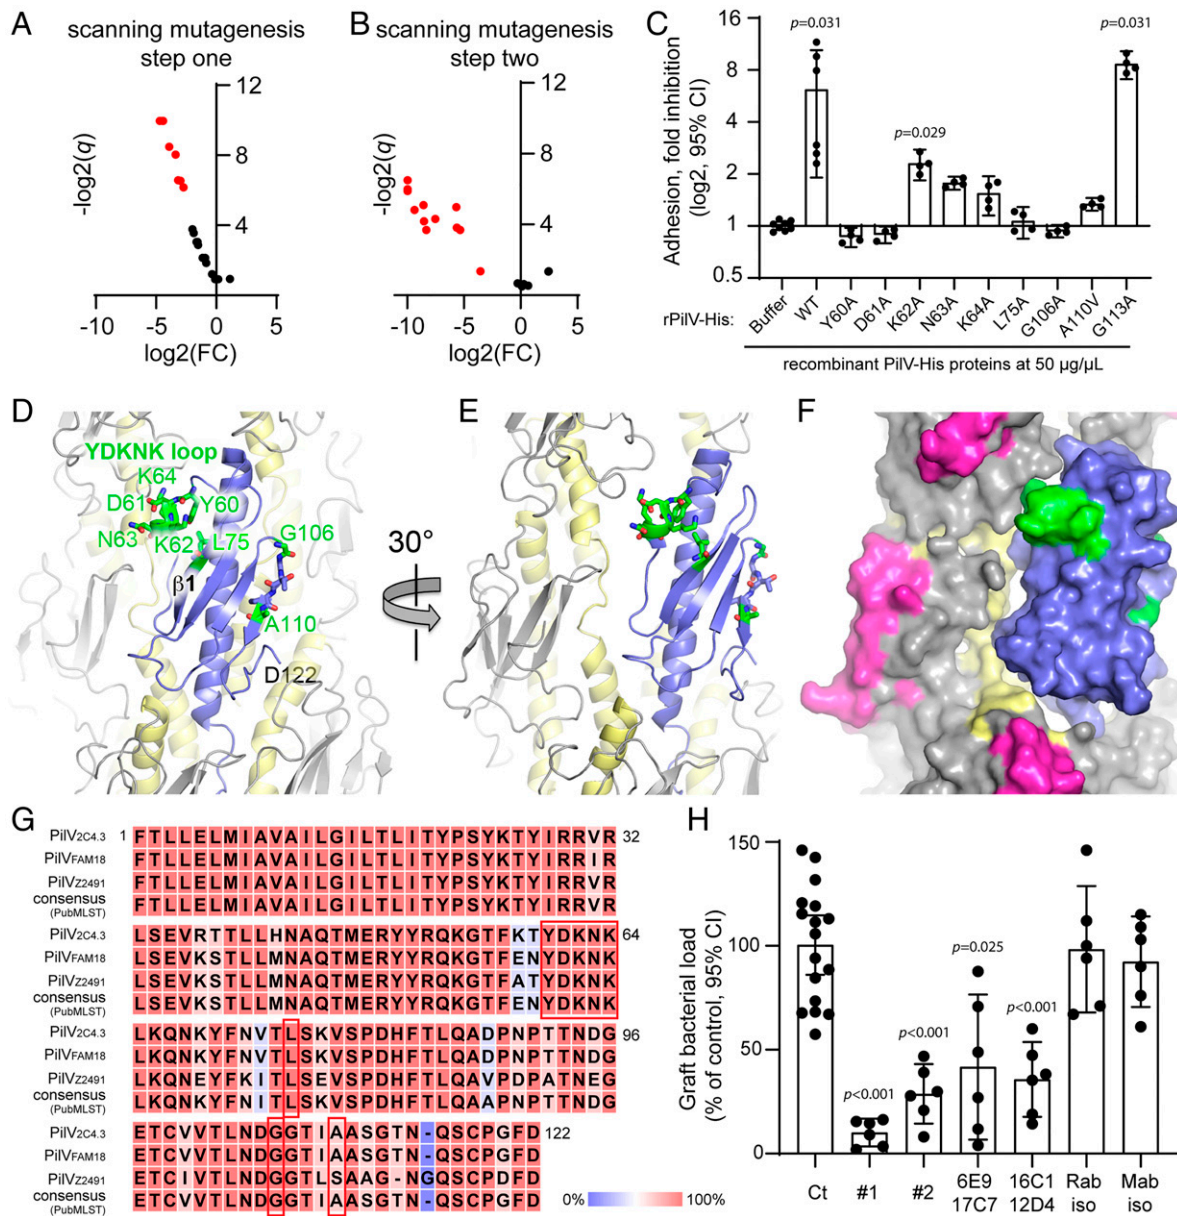 A
scanning mutagenesis
step one
-log2(q)
12
8
4
-10
-5
0
5
log2(FC)
B
scanning mutagenesis
step two
-log2(q)
12
8
4
-10
-5
0
5
log2(FC)
C
Adhesion, fold inhibition
(log2, 95% CI)
16
8
4
2
1
0.5
p=0.031
p=0.029
p=0.031
rPilV-His:
Buffer
WT
Y60A
D61A
K62A
N63A
K64A
L75A
G106A
A110V
G113A
recombinant PilV-His proteins at 50 µg/µL
D
YDKNK loop
K64
D61
Y60
N63
K62
L75
G106
β1
A110
D122
30°
E
F
G
PilV2C4.3 1 FTLLELMIAVAILGILTLITYPSYKTYIRRVR 32
PilVFAM18 FTLLELMIAVAILGILTLITYPSYKTYIRRIR
PilVZ2491 FTLLELMIAVAILGILTLITYPSYKTYIRRVR
consensus FTLLELMIAVAILGILTLITYPSYKTYIRRVR
(PubMLST)
PilV2C4.3 LSEVRTTLLHNAQTMERYYRQKGTFKTYDKNK 64
PilVFAM18 LSEVKSTLLMNAQTMERYYRQKGTFENYDKNK
PilVZ2491 LSEVKSTLLMNAQTMERYYRQKGTFATYDKNK
consensus LSEVKSTLLMNAQTMERYYRQKGTFENYDKNK
(PubMLST)
PilV2C4.3 LKQNKYFNVTLSKVSPDHFTLQADPNPTTNDG 96
PilVFAM18 LKQNKYFNVTLSKVSPDHFTLQADPNPTTNDG
PilVZ2491 LKQNEYFKITLSEVSPDHFTLQAVPDPATNEG
consensus LKQNKYFNITLSKVSPDHFTLQAAPNPTTNDG
(PubMLST)
PilV2C4.3 ETCVVTLNDGGTIAASGTN-QSCPGFD 122
PilVFAM18 ETCVVTLNDGGTIAASGTN-QSCPGFD
PilVZ2491 ETCIVTLNDGGTLSAAG-NGQSCPDFD
consensus ETCVVTLNDGGTIAASGTN-QSCPGFD
(PubMLST)
0%
100%
H
Graft bacterial load
(% of control, 95% CI)
150
100
50
0
p<0.001
p<0.001
p=0.025
p<0.001
Ct
#1
#2
6E9
17C7
16C1
12D4
Rab
iso
Mab
iso